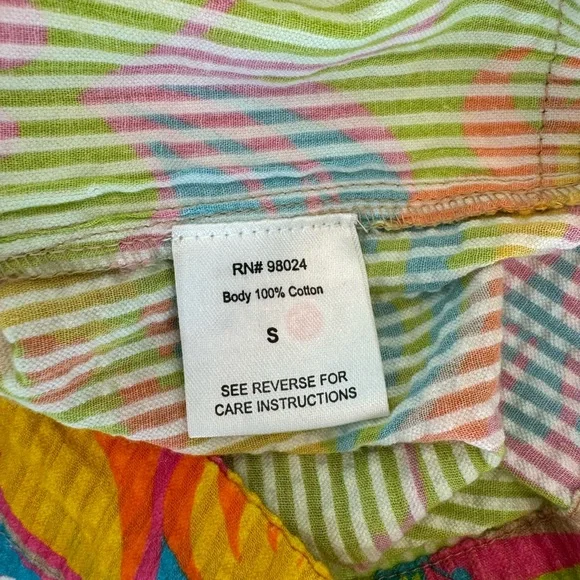 RN# 98024
Body 100% Cotton
S
SEE REVERSE FOR
CARE INSTRUCTIONS